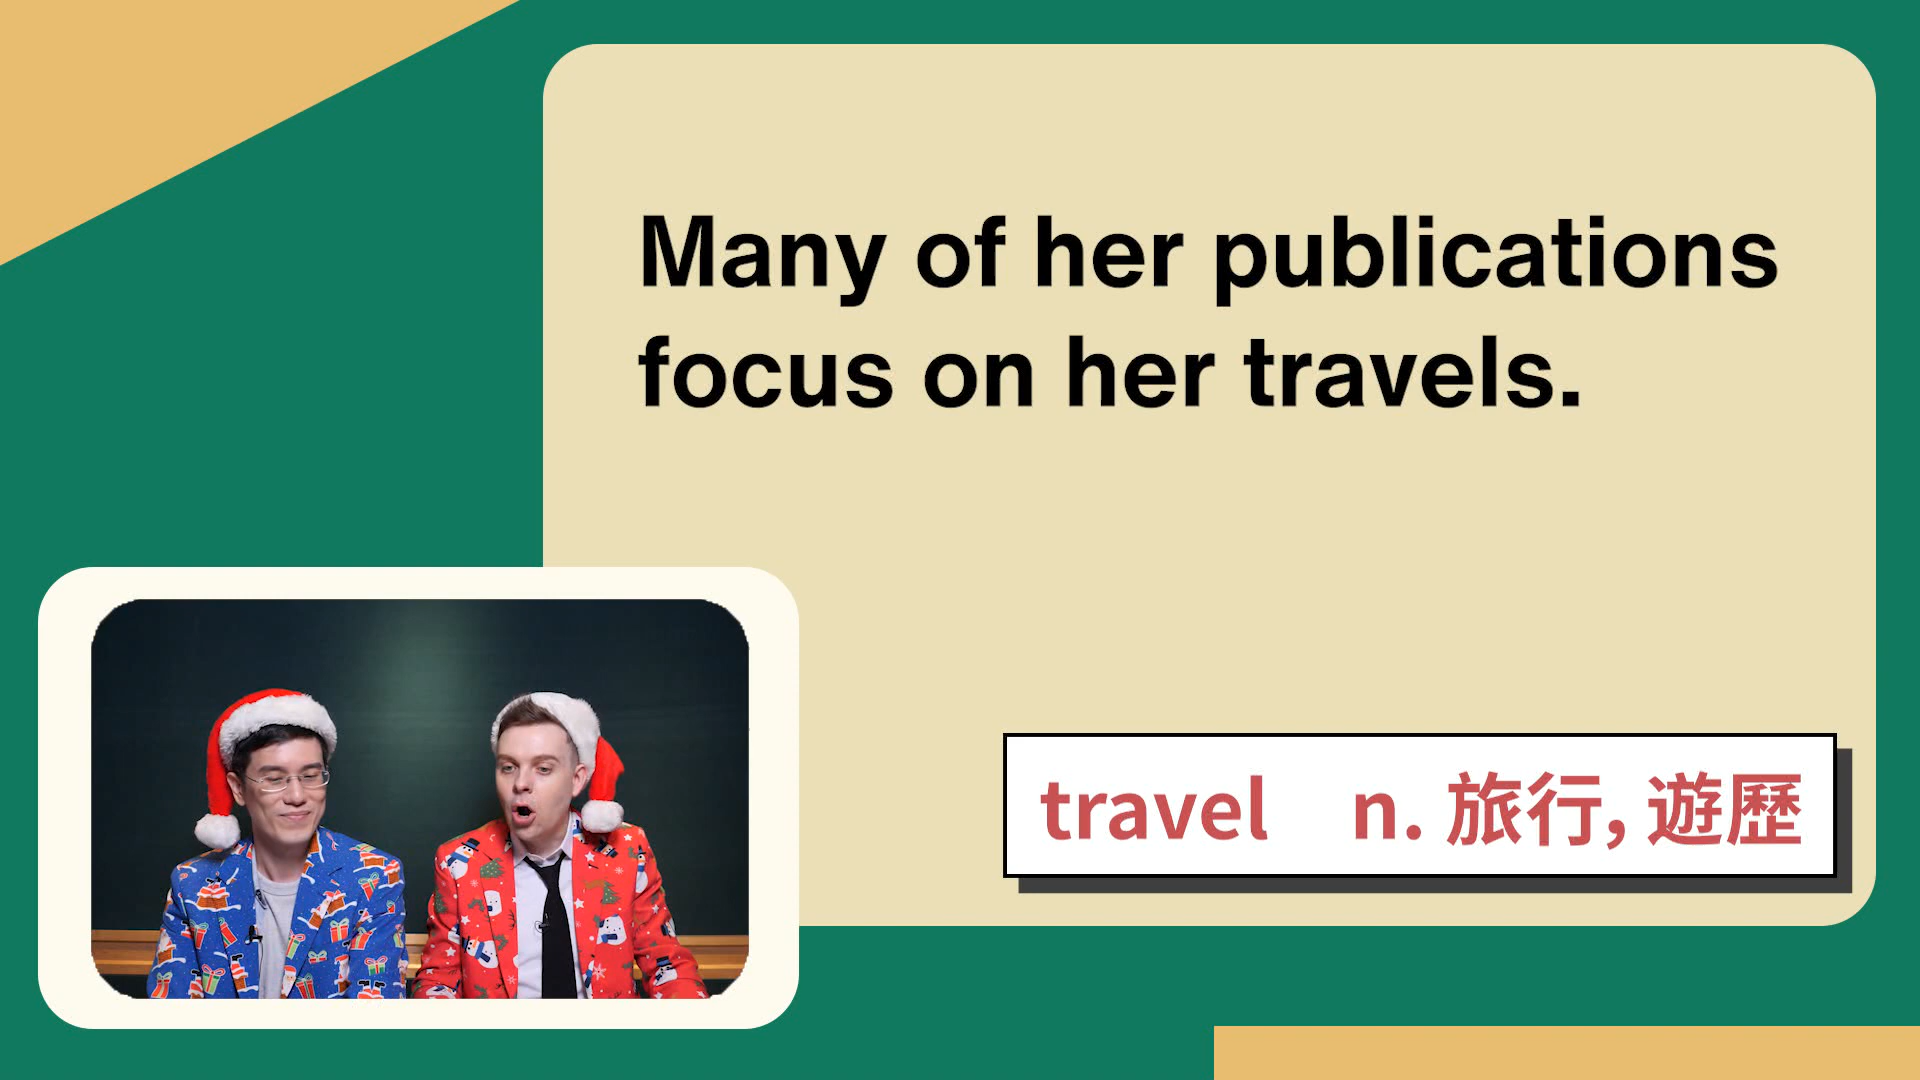 Many of her publications
focus on her travels.
travel n. 旅行, 遊歷